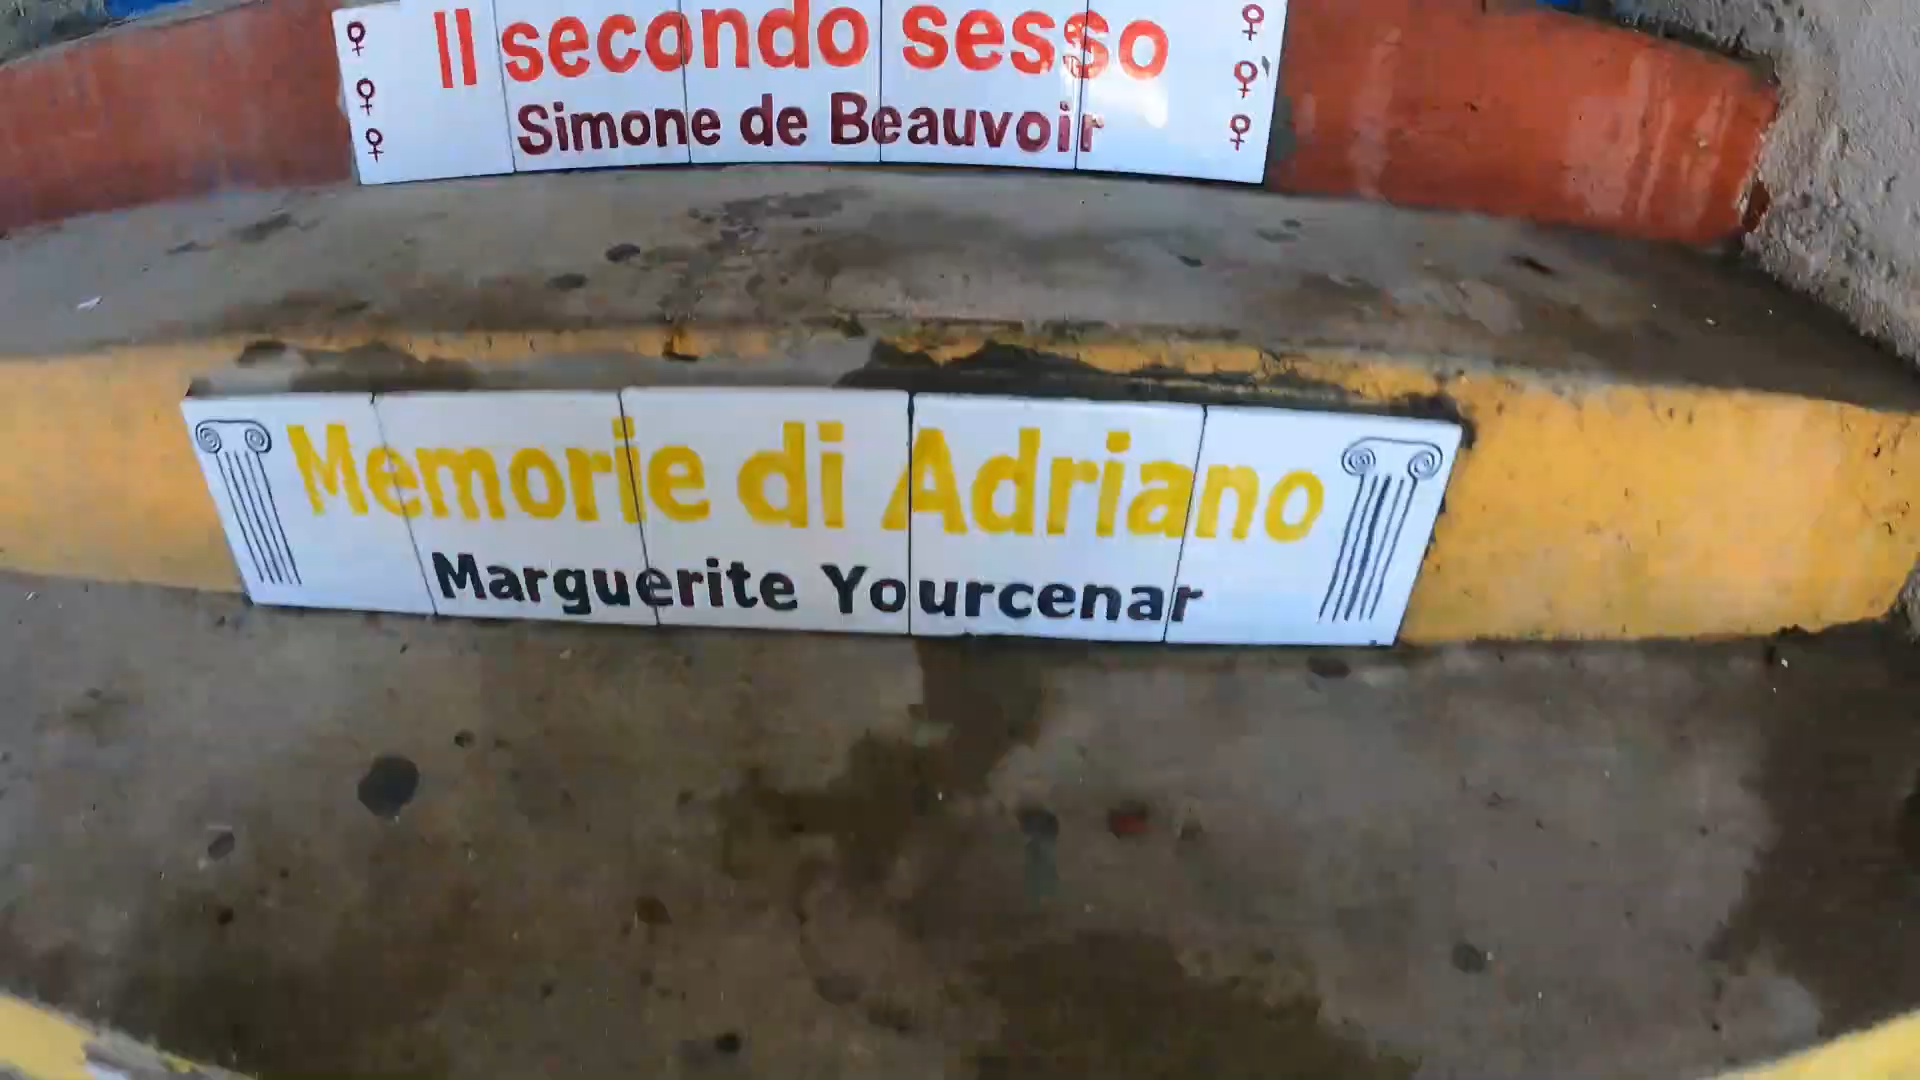 Il secondo sesso
Simone de Beauvoir
Memorie di Adriano
Marguerite Yourcenar